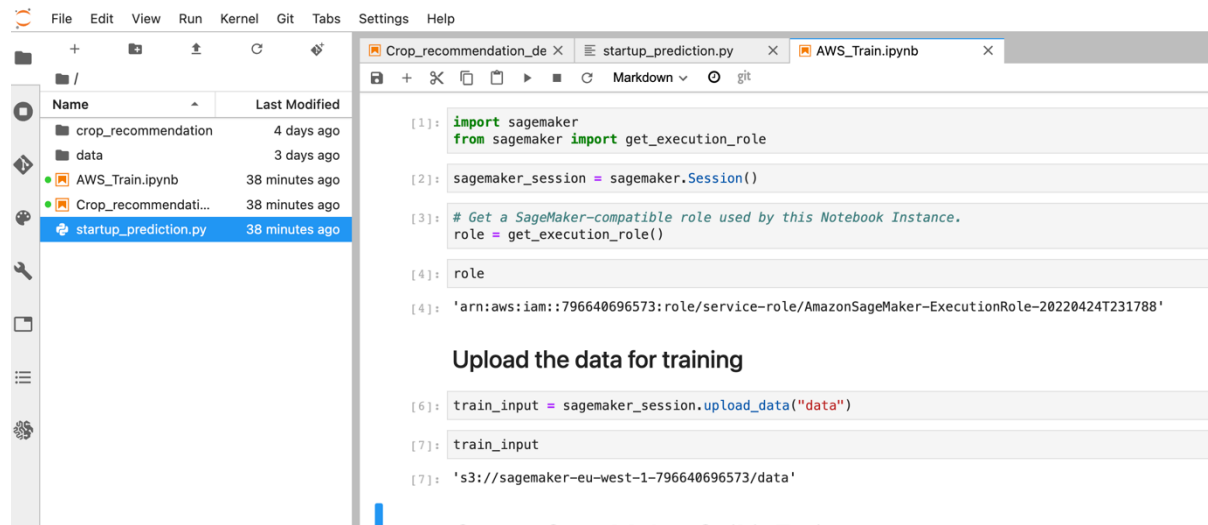 File Edit View Run Kernel Git Tabs Settings Help
Crop_recommendation_de
startup_prediction.py
AWS_Train.ipynb
Markdown
git
/
Name Last Modified
crop_recommendation 4 days ago
data 3 days ago
AWS_Train.ipynb 38 minutes ago
Crop_recommendati... 38 minutes ago
startup_prediction.py 38 minutes ago
[1]: import sagemaker
from sagemaker import get_execution_role
[2]: sagemaker_session = sagemaker.Session()
[3]: # Get a SageMaker-compatible role used by this Notebook Instance.
role = get_execution_role()
[4]: role
[4]: 'arn:aws:iam::796640696573:role/service-role/AmazonSageMaker-ExecutionRole-20220424T231788'
Upload the data for training
[6]: train_input = sagemaker_session.upload_data("data")
[7]: train_input
[7]: 's3://sagemaker-eu-west-1-796640696573/data'